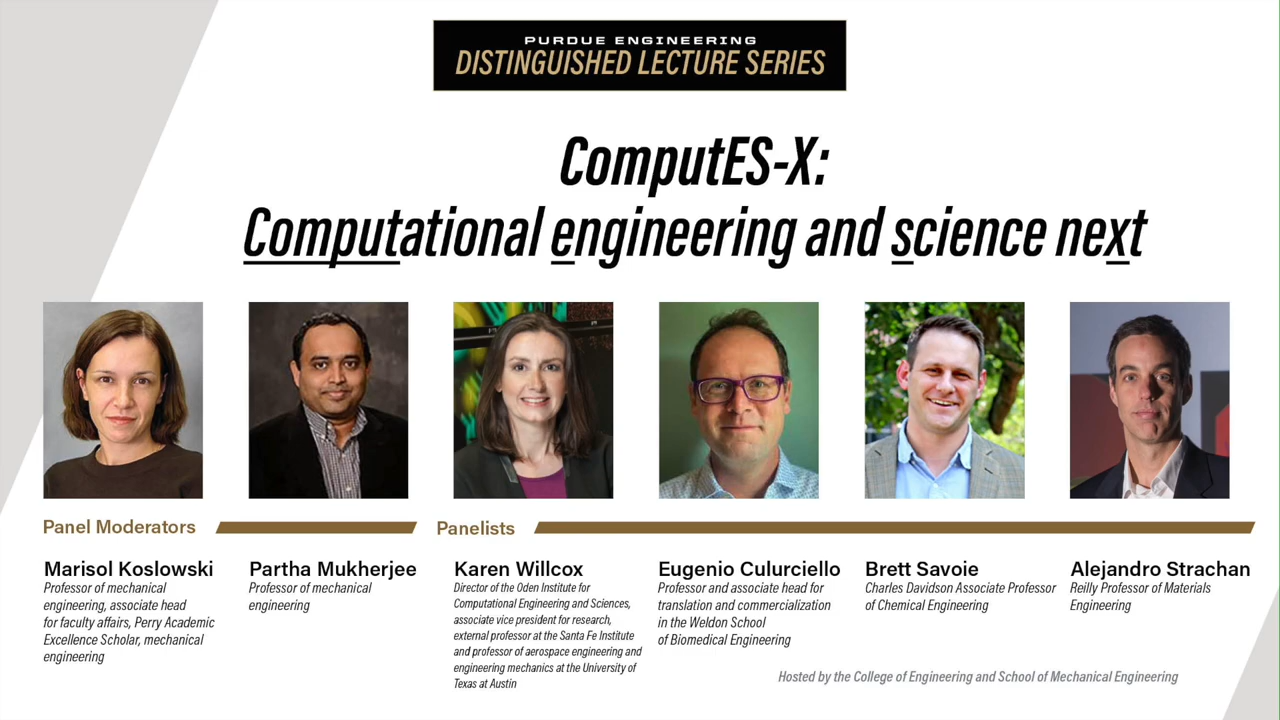 PURDUE ENGINEERING
DISTINGUISHED LECTURE SERIES
ComputES-X:
Computational engineering and science next
Panel Moderators
Panelists
Marisol Koslowski
Professor of mechanical
engineering, associate head
for faculty affairs, Perry Academic
Excellence Scholar, mechanical
engineering
Partha Mukherjee
Professor of mechanical
engineering
Karen Willcox
Director of the Oden Institute for
Computational Engineering and Sciences,
associate vice president for research,
external professor at the Santa Fe Institute
and professor of aerospace engineering and
engineering mechanics at the University of
Texas at Austin
Eugenio Culurciello
Professor and associate head for
translation and commercialization
in the Weldon School
of Biomedical Engineering
Brett Savoie
Charles Davidson Associate Professor
of Chemical Engineering
Alejandro Strachan
Reilly Professor of Materials
Engineering
Hosted by the College of Engineering and School of Mechanical Engineering